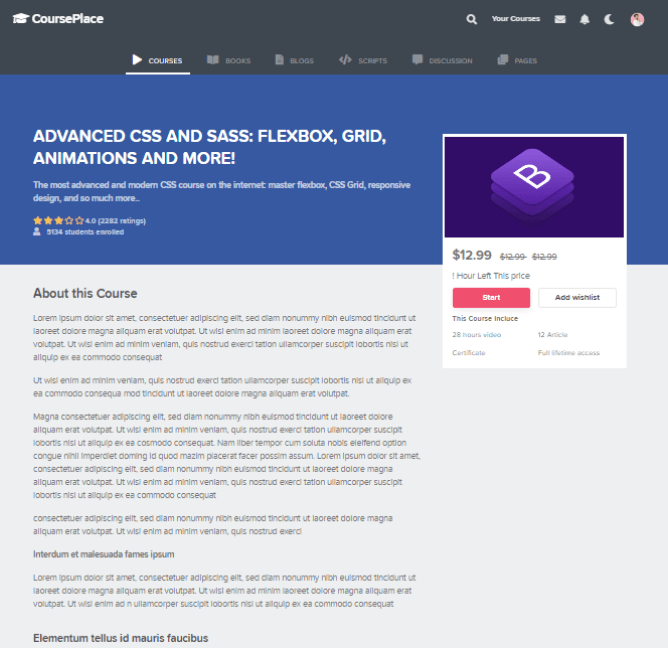 CoursePlace
Your Courses
COURSES BOOKS BLOGS SCRIPTS DISCUSSION PAGES
ADVANCED CSS AND SASS: FLEXBOX, GRID,
ANIMATIONS AND MORE!
The most advanced and modern CSS course on the internet: master flexbox, CSS Grid, responsive
design, and so much more..
4.0 (2282 ratings)
5134 students enrolled
B
$12.99 $12.99 $12.99
! Hour Left This price
Start Add wishlist
This Course Incluce
28 hours video 12 Article
Certificate Full lifetime access
About this Course
Lorem ipsum dolor sit amet, consectetuer adipiscing elit, sed diam nonummy nibh euismod tincidunt ut
laoreet dolore magna aliquam erat volutpat. Ut wisi enim ad minim laoreet dolore magna aliquam erat
volutpat. Ut wisi enim ad minim veniam, quis nostrud exerci tation ullamcorper suscipit lobortis nisl ut
aliquip ex ea commodo consequat
Ut wisi enim ad minim veniam, quis nostrud exerci tation ullamcorper suscipit lobortis nisl ut aliquip ex
ea commodo consequa mod tincidunt ut laoreet dolore magna aliquam erat volutpat.
Magna consectetuer adipiscing elit, sed diam nonummy nibh euismod tincidunt ut laoreet dolore
aliquam erat volutpat. Ut wisi enim ad minim veniam, quis nostrud exerci tation ullamcorper suscipit
lobortis nisl ut aliquip ex ea cosmodo consequat. Nam liber tempor cum soluta nobis eleifend option
congue nihil imperdiet doming id quod mazim placerat facer possim assum. Lorem ipsum dolor sit amet,
consectetuer adipiscing elit, sed diam nonummy nibh euismod tincidunt ut laoreet dolore magna
aliquam erat volutpat. Ut wisi enim ad minim veniam, quis nostrud exerci tation ullamcorper suscipit
lobortis nisl ut aliquip ex ea commodo consequat
consectetuer adipiscing elit, sed diam nonummy nibh euismod tincidunt ut laoreet dolore magna
aliquam erat volutpat. Ut wisi enim ad minim veniam, quis nostrud exerci
Interdum et malesuada fames ipsum
Lorem ipsum dolor sit amet, consectetuer adipiscing elit, sed diam nonummy nibh euismod tincidunt ut
laoreet dolore magna aliquam erat volutpat. Ut wisi enim ad minim laoreet dolore magna aliquam erat
volutpat. Ut wisi enim ad n ullamcorper suscipit lobortis nisl ut aliquip ex ea commodo consequat
Elementum tellus id mauris faucibus